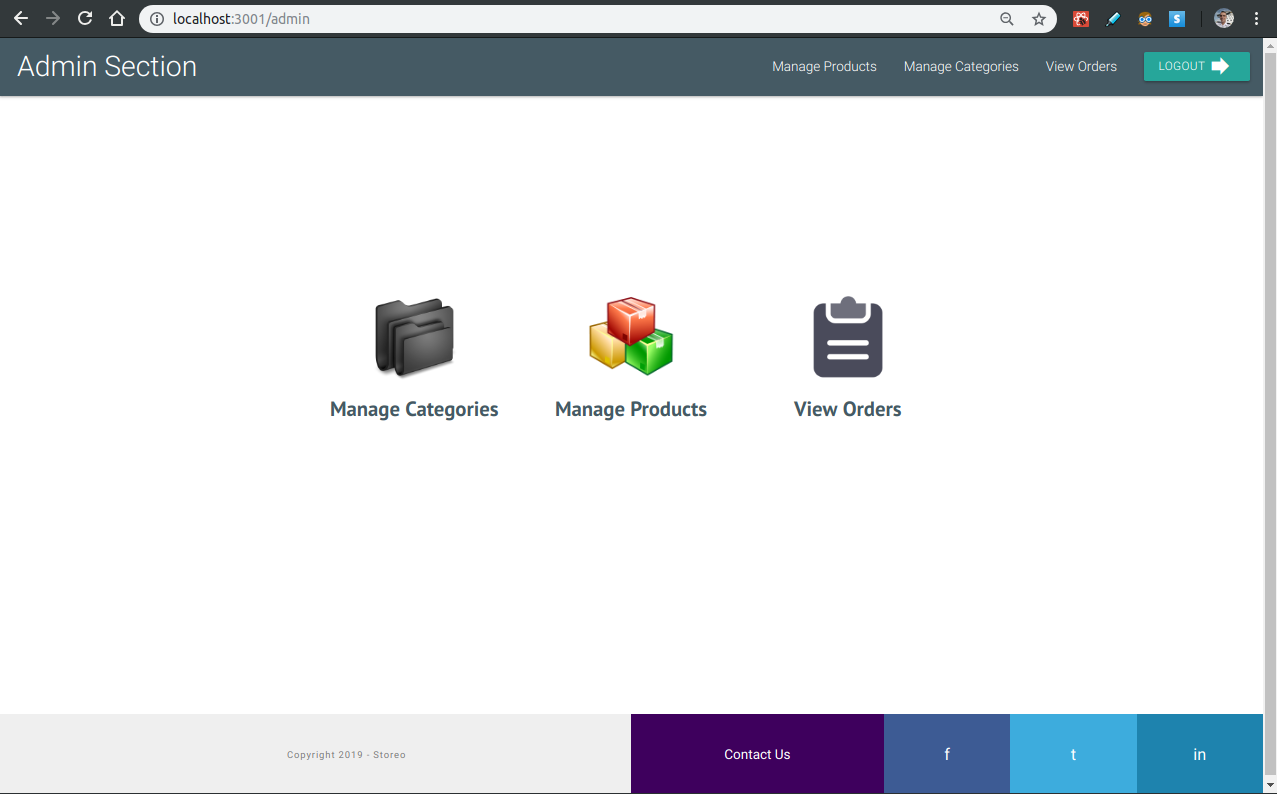 localhost:3001/admin
S
Admin Section
Manage Products
Manage Categories
View Orders
LOGOUT
Manage Categories
Manage Products
View Orders
Copyright 2019 - Storeo
Contact Us
f
t
in